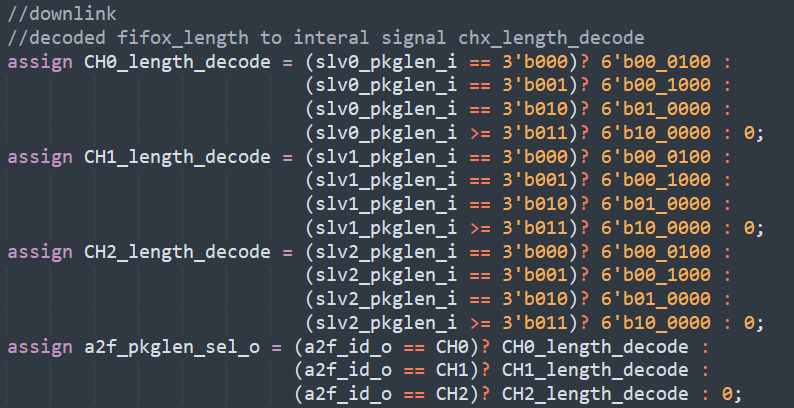 //downlink
//decoded fifox_length to interal signal chx_length_decode
assign CH0_length_decode = (slv0_pkglen_i == 3'b000)? 6'b00_0100 :
(slv0_pkglen_i == 3'b001)? 6'b00_1000 :
(slv0_pkglen_i == 3'b010)? 6'b01_0000 :
(slv0_pkglen_i >= 3'b011)? 6'b10_0000 : 0;
assign CH1_length_decode = (slv1_pkglen_i == 3'b000)? 6'b00_0100 :
(slv1_pkglen_i == 3'b001)? 6'b00_1000 :
(slv1_pkglen_i == 3'b010)? 6'b01_0000 :
(slv1_pkglen_i >= 3'b011)? 6'b10_0000 : 0;
assign CH2_length_decode = (slv2_pkglen_i == 3'b000)? 6'b00_0100 :
(slv2_pkglen_i == 3'b001)? 6'b00_1000 :
(slv2_pkglen_i == 3'b010)? 6'b01_0000 :
(slv2_pkglen_i >= 3'b011)? 6'b10_0000 : 0;
assign a2f_pkglen_sel_o = (a2f_id_o == CH0)? CH0_length_decode :
(a2f_id_o == CH1)? CH1_length_decode :
(a2f_id_o == CH2)? CH2_length_decode : 0;